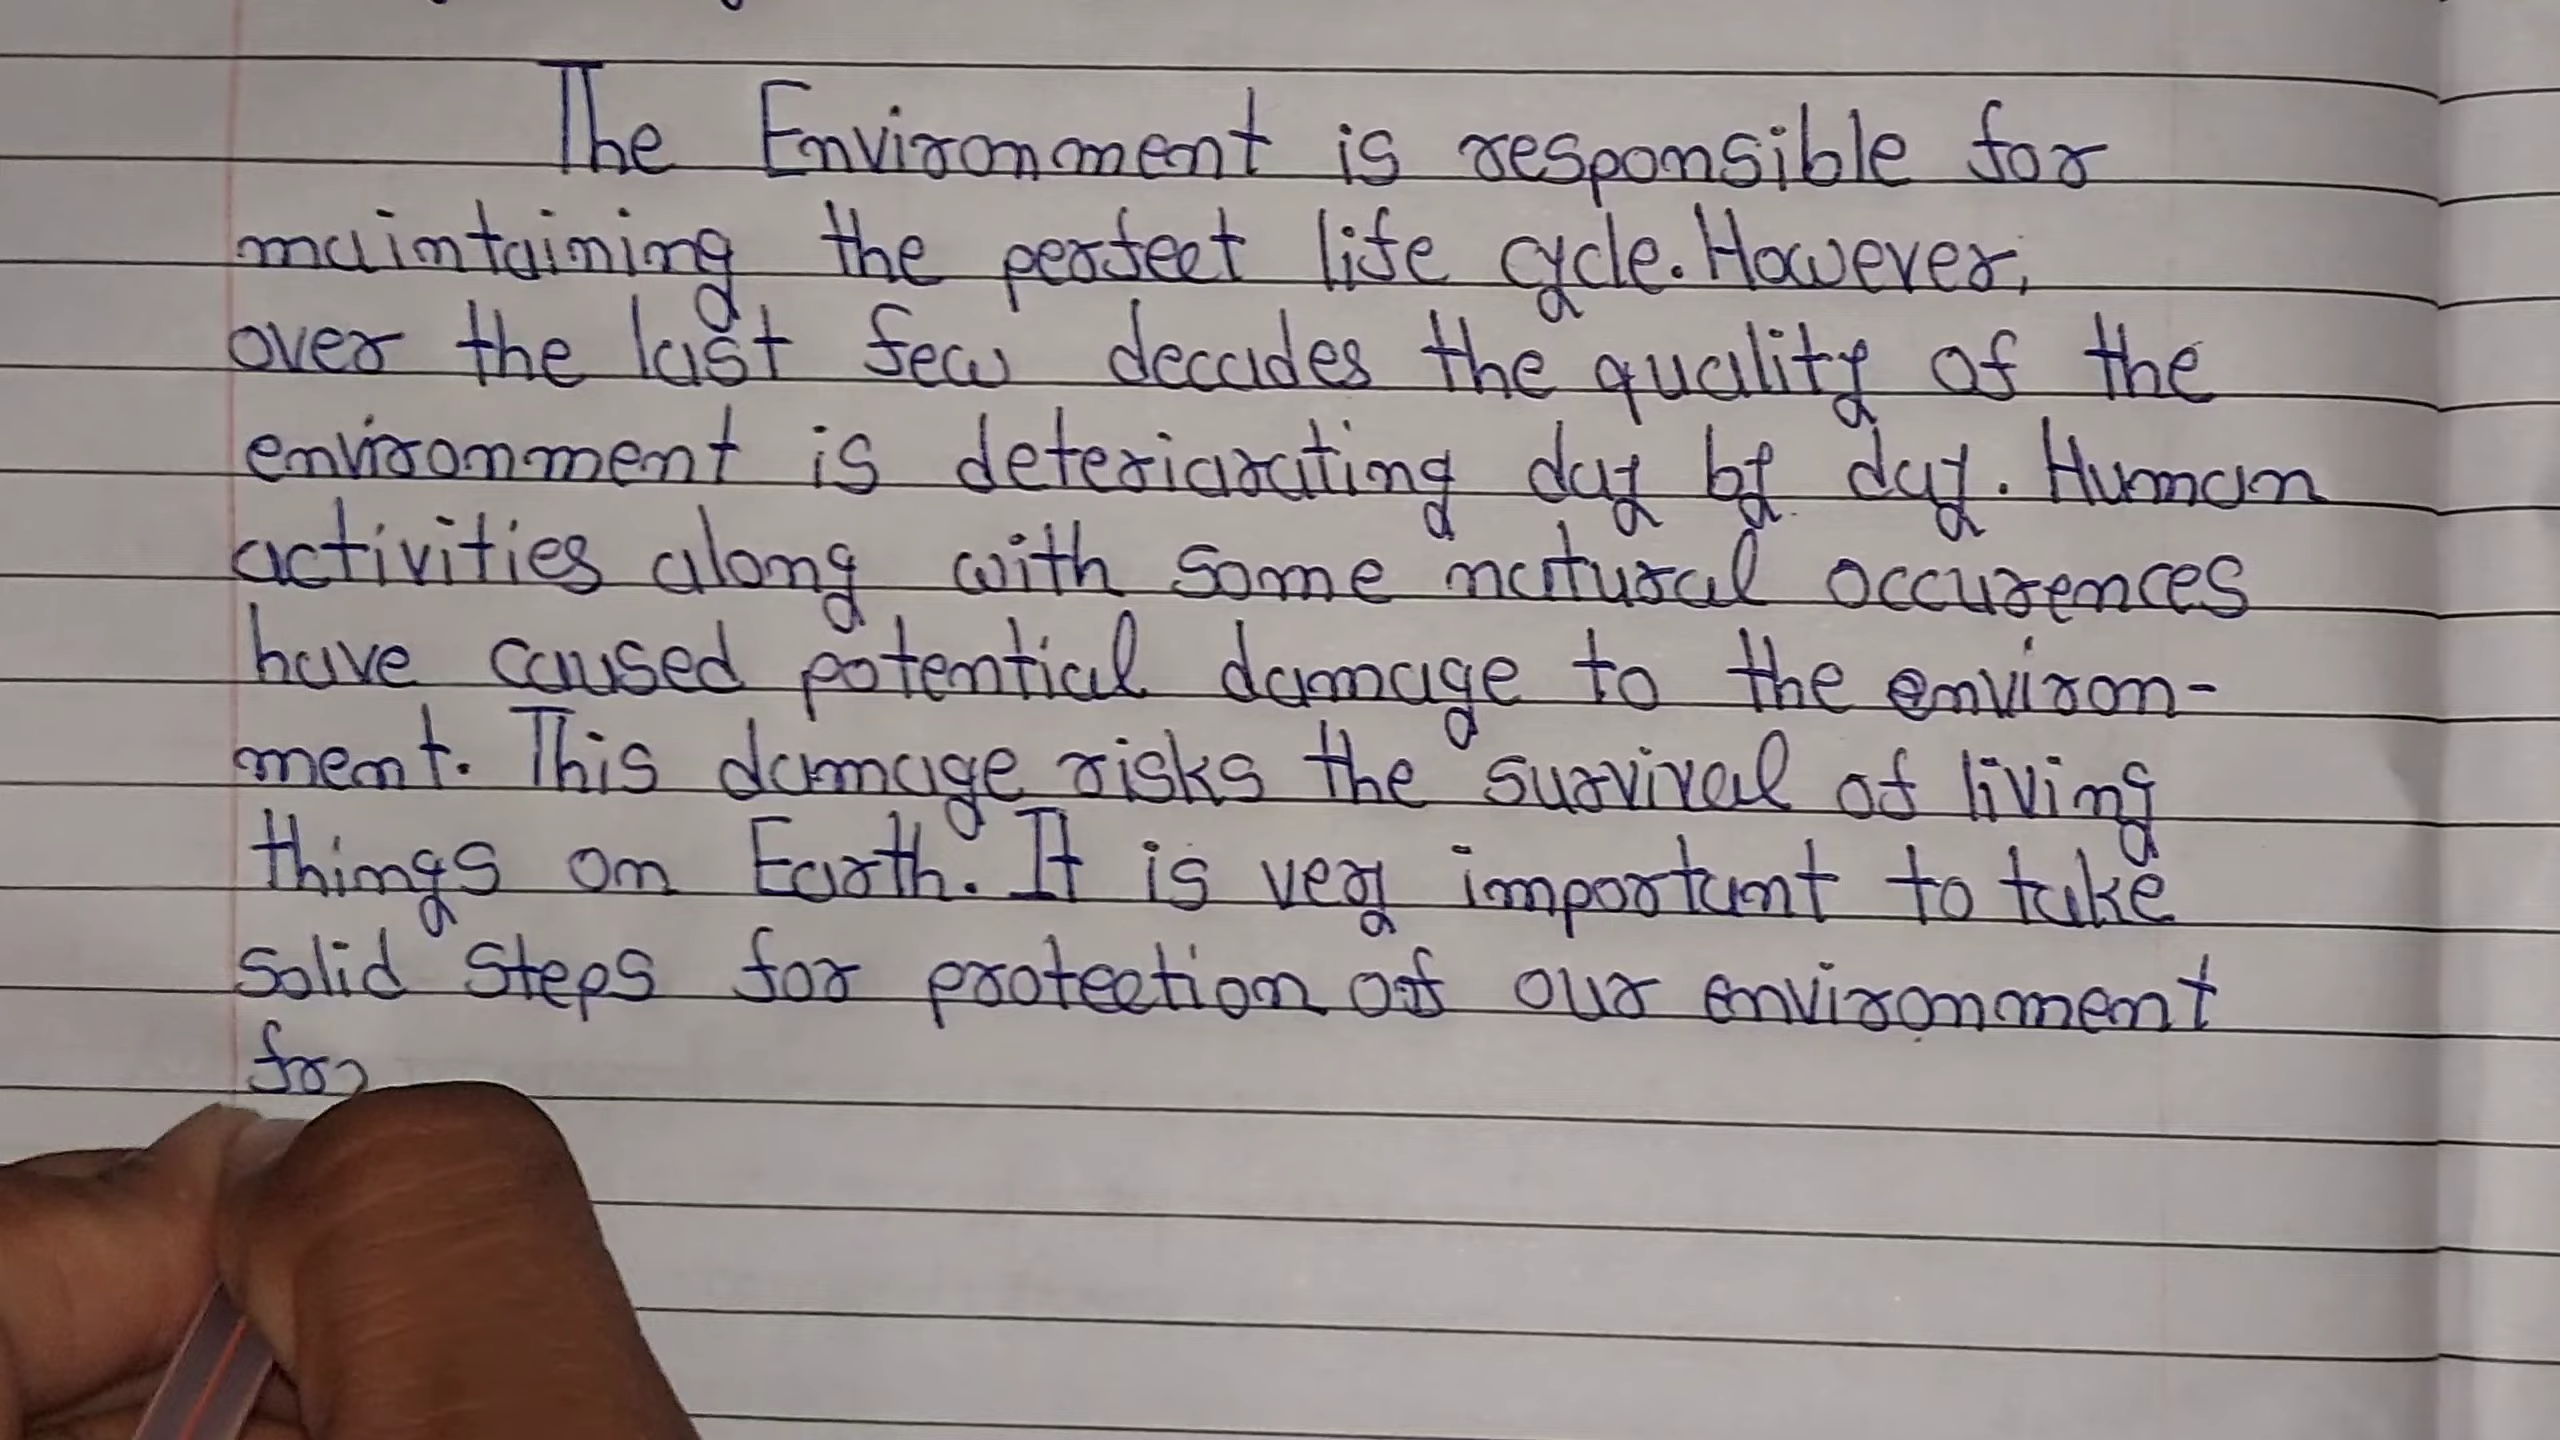 The Environment is responsible for
maintaining the perfect life cycle. However,
over the last few decades the quality of the
environment is deteriarating day by day. Human
activities along with some natural occurences
have caused potential damage to the environ-
ment. This damage risks the survival of living
things on Earth. It is very important to take
solid steps for protection of our environment